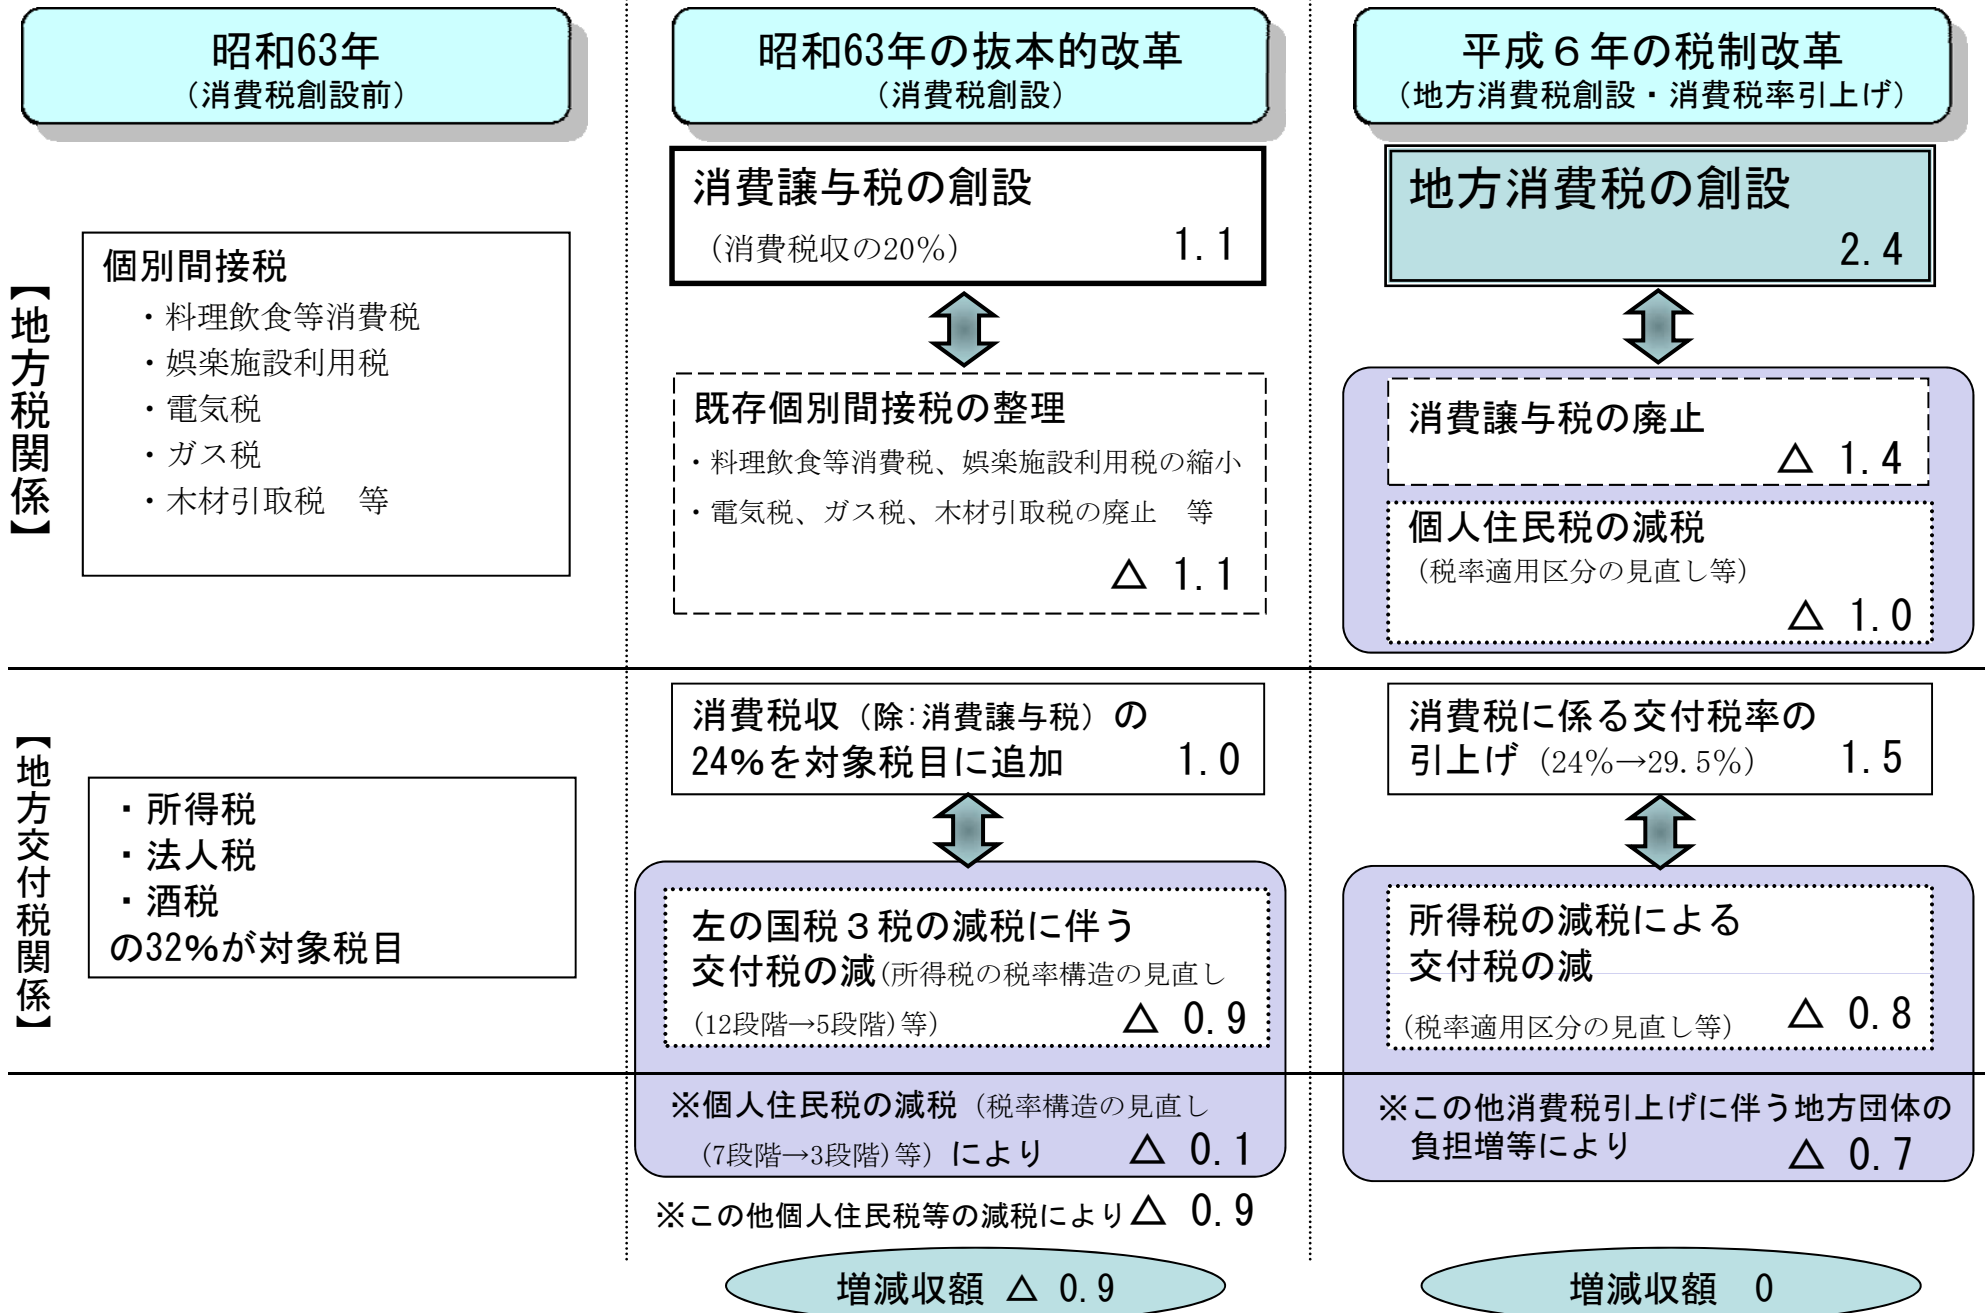 昭和63年
（消費税創設前）
昭和63年の抜本的改革
（消費税創設）
平成６年の税制改革
（地方消費税創設・消費税率引上げ）
【地方税関係】
個別間接税
・料理飲食等消費税
・娯楽施設利用税
・電気税
・ガス税
・木材引取税　等
消費譲与税の創設
（消費税収の20％） 1.1
既存個別間接税の整理
・料理飲食等消費税、娯楽施設利用税の縮小
・電気税、ガス税、木材引取税の廃止　等
△ 1.1
地方消費税の創設
2.4
消費譲与税の廃止
△ 1.4
個人住民税の減税
（税率適用区分の見直し等）
△ 1.0
【地方交付税関係】
・所得税
・法人税
・酒税
の32%が対象税目
消費税収（除:消費譲与税）の
24%を対象税目に追加 1.0
左の国税３税の減税に伴う
交付税の減(所得税の税率構造の見直し
(12段階→5段階)等） △ 0.9
※個人住民税の減税（税率構造の見直し
(7段階→3段階)等）により △ 0.1
※この他個人住民税等の減税により△ 0.9
増減収額 △ 0.9
消費税に係る交付税率の
引上げ（24％→29.5％） 1.5
所得税の減税による
交付税の減
(税率適用区分の見直し等） △ 0.8
※この他消費税引上げに伴う地方団体の
負担増等により △ 0.7
増減収額　0